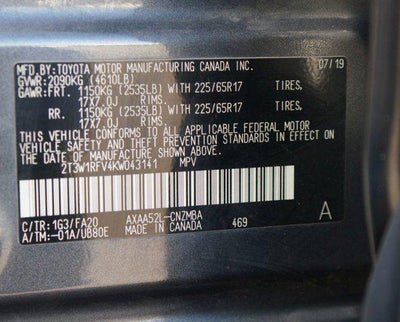 MFD.BY:TOYOTA MOTOR MANUFACTURING CANADA INC.
GVWR:2090KG (4610LB) 07/19
GAWR:FRT. 1150KG (2535LB) WITH 225/65R17 TIRES,
17X7.0J RIMS,
RR. 1150KG (2535LB) WITH 225/65R17 TIRES,
17X7.0J RIMS,
THIS VEHICLE CONFORMS TO ALL APPLICABLE FEDERAL MOTOR
VEHICLE SAFETY AND THEFT PREVENTION STANDARDS IN
EFFECT ON THE DATE OF MANUFACTURE SHOWN ABOVE.
2T3W1RFV4KW043141 MPV
C/TR:1G3/FA20 AXAA52L-CNZMBA
A/TM:-01A/UB80E MADE IN CANADA 469 A